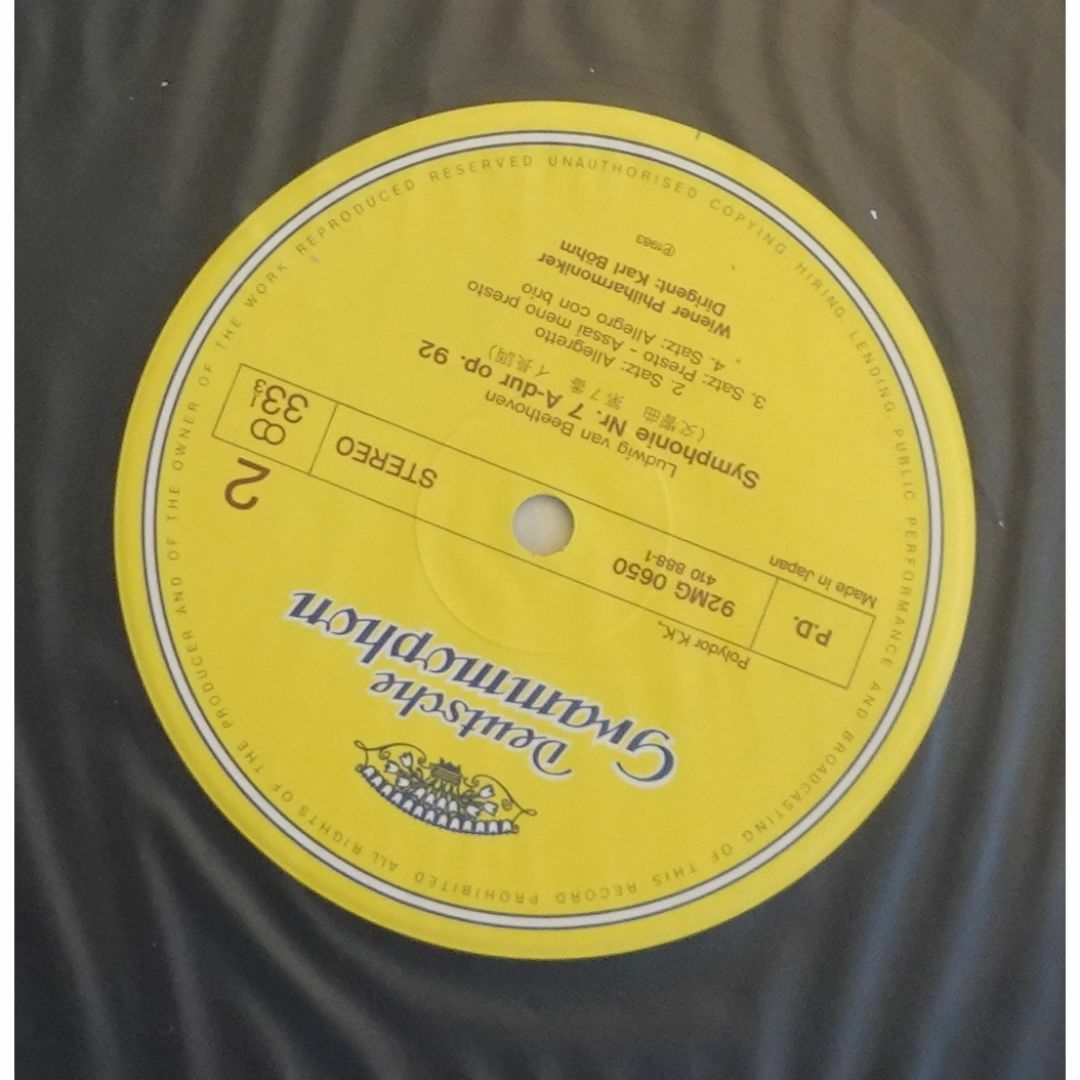 Deutsche
Grammophon
Polydor K.K.,
Made in Japan
P.D.
92MG 0650
410 888-1
STEREO
33 1/3
2
Ludwig van Beethoven
Symphonie Nr. 7 A-dur op. 92
(交響曲 第7番 イ長調)
2. Satz: Allegretto
3. Satz: Presto - Assai meno presto
4. Satz: Allegro con brio
Wiener Philharmoniker
Dirigent: Karl Böhm
℗1983
ALL RIGHTS OF THE PRODUCER AND OF THE OWNER OF THE WORK REPRODUCED RESERVED UNAUTHORISED COPYING, HIRING, LENDING, PUBLIC PERFORMANCE AND BROADCASTING OF THIS RECORD PROHIBITED